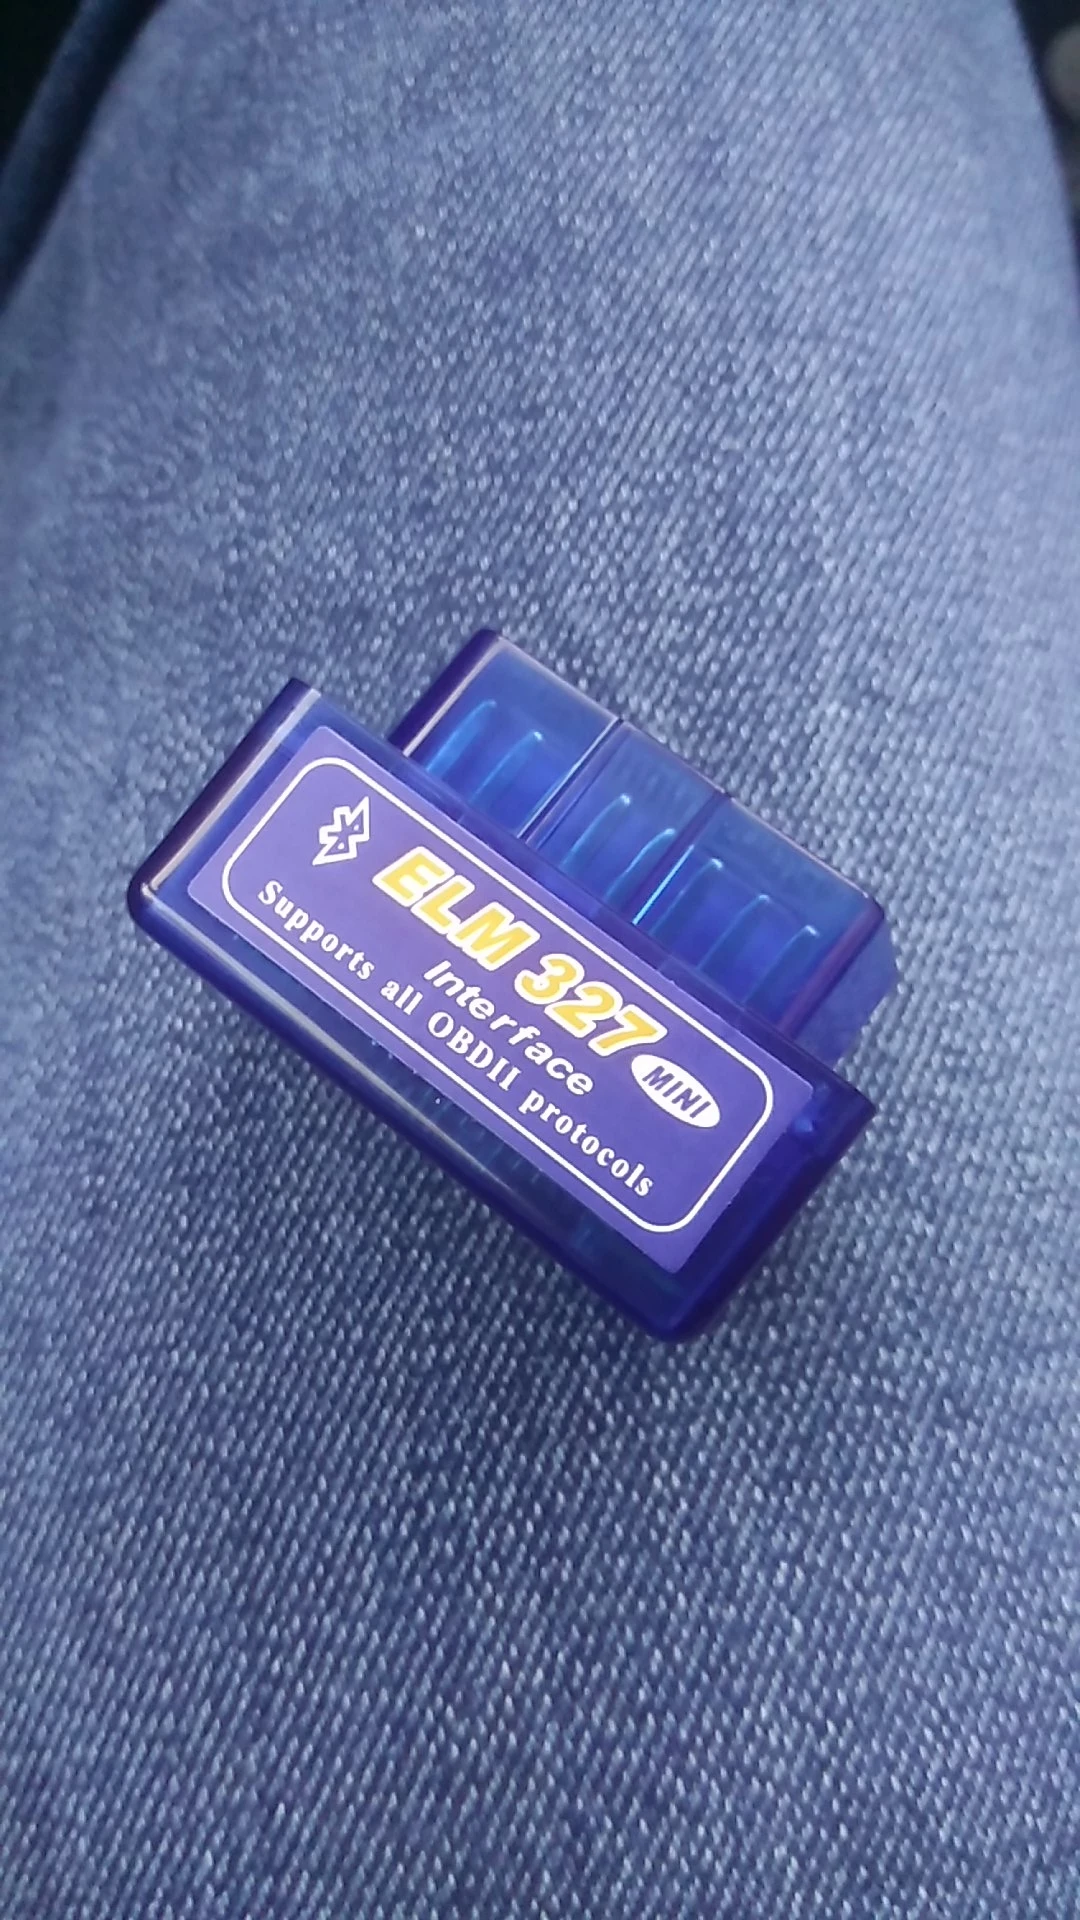 ELM 327
Interface MINI
Supports all OBDII protocols